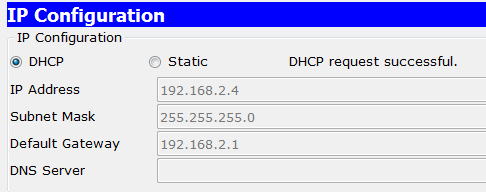 IP Configuration
IP Configuration
DHCP Static DHCP request successful.
IP Address 192.168.2.4
Subnet Mask 255.255.255.0
Default Gateway 192.168.2.1
DNS Server